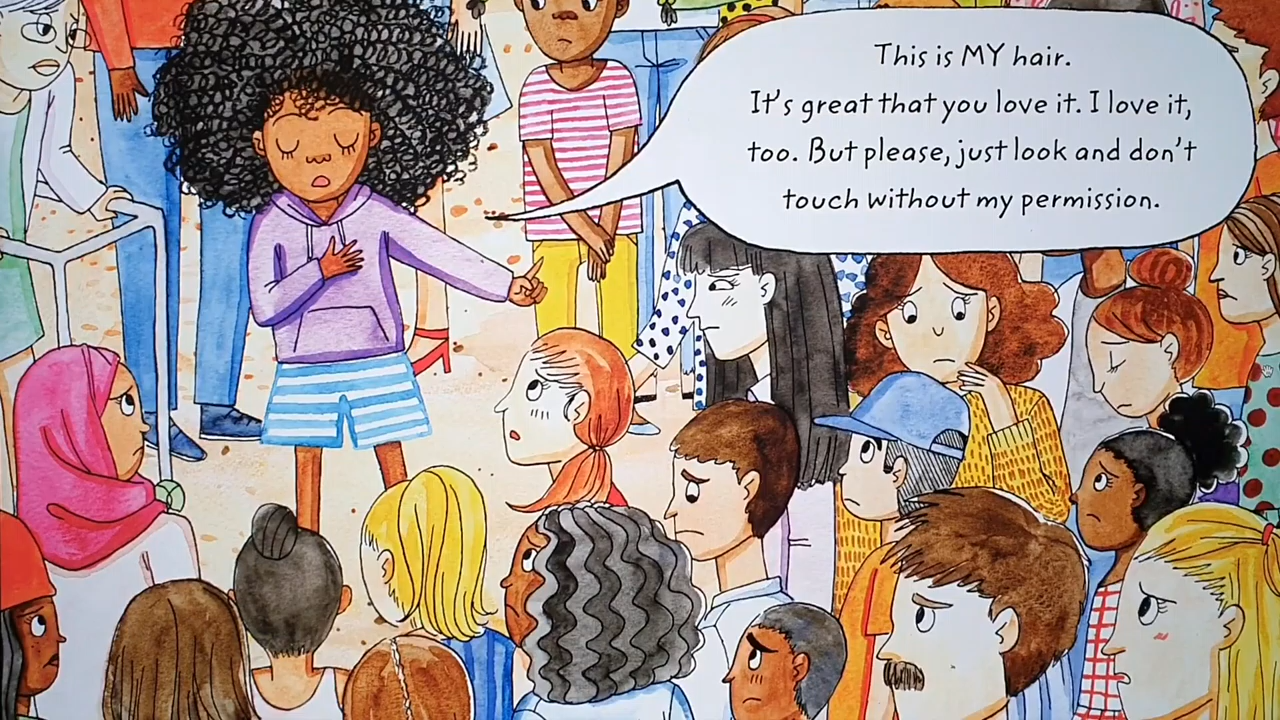 This is MY hair.
It's great that you love it. I love it,
too. But please, just look and don't
touch without my permission.